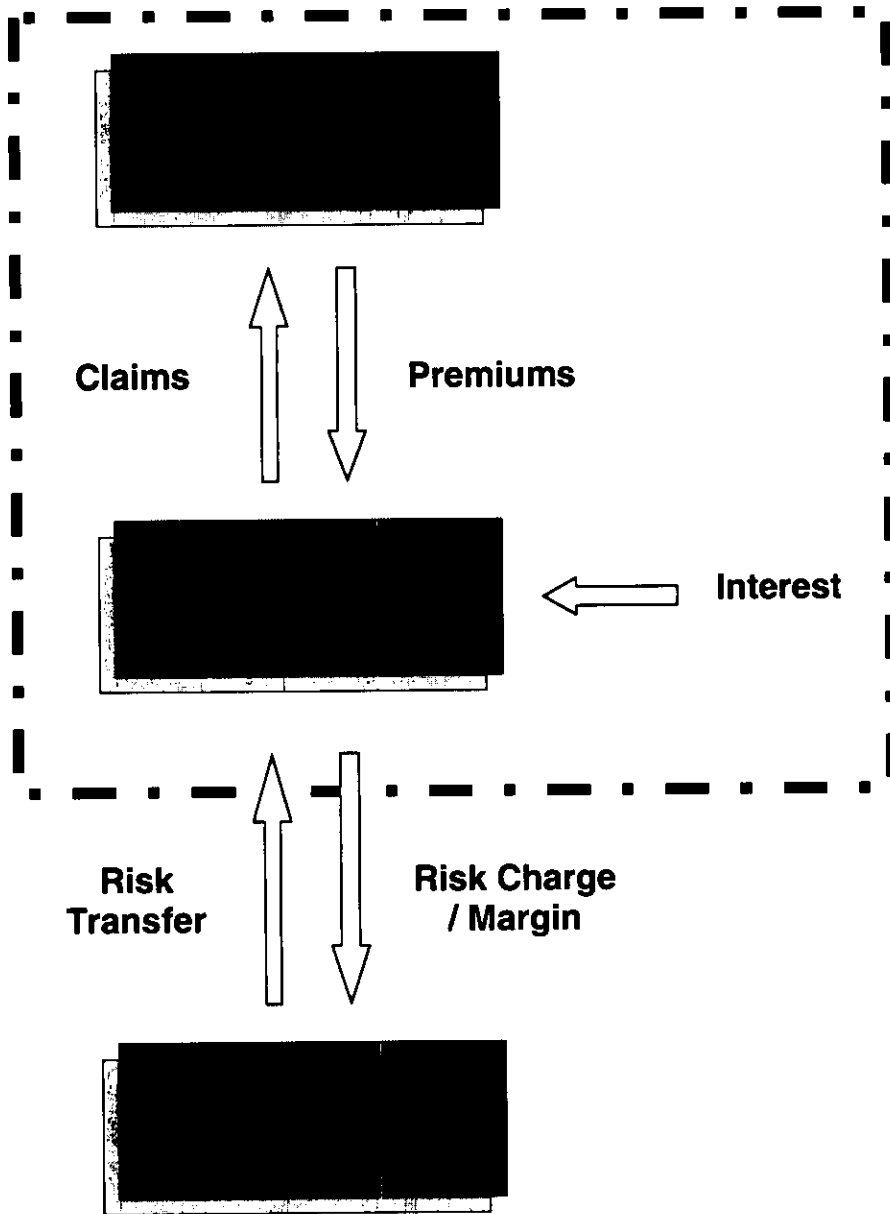 Claims
Premiums
Interest
Risk
Transfer
Risk Charge
/ Margin